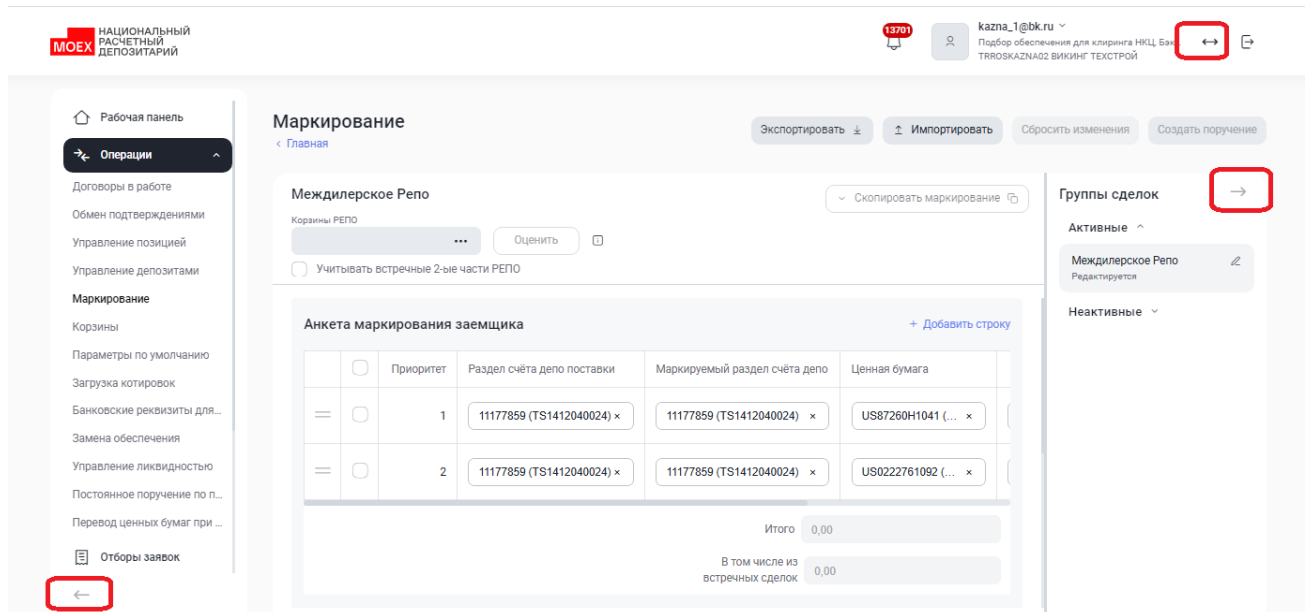 MOEX НАЦИОНАЛЬНЫЙ
РАСЧЕТНЫЙ
ДЕПОЗИТАРИЙ
13701
kazna_1@bk.ru
Подбор обеспечения для клиринга НКЦ, Бэк
TRROSKAZNA02 ВИКИНГ ТЕХСТРОЙ
Рабочая панель
Операции
Договоры в работе
Обмен подтверждениями
Управление позицией
Управление депозитами
Маркирование
Корзины
Параметры по умолчанию
Загрузка котировок
Банковские реквизиты для...
Замена обеспечения
Управление ликвидностью
Постоянное поручение по п...
Перевод ценных бумаг при ...
Отборы заявок
Маркирование
< Главная
Экспортировать
Импортировать
Сбросить изменения
Создать поручение
Междилерское Репо
Скопировать маркирование
Корзины РЕПО
...
Оценить
Учитывать встречные 2-ые части РЕПО
Анкета маркирования заемщика
+ Добавить строку
Приоритет Раздел счёта депо поставки Маркируемый раздел счёта депо Ценная бумага
1 11177859 (TS1412040024) × 11177859 (TS1412040024) × US87260H1041 (... ×
2 11177859 (TS1412040024) × 11177859 (TS1412040024) × US0222761092 (... ×
Итого 0,00
В том числе из
встречных сделок 0,00
Группы сделок
Активные
Междилерское Репо
Редактируется
Неактивные